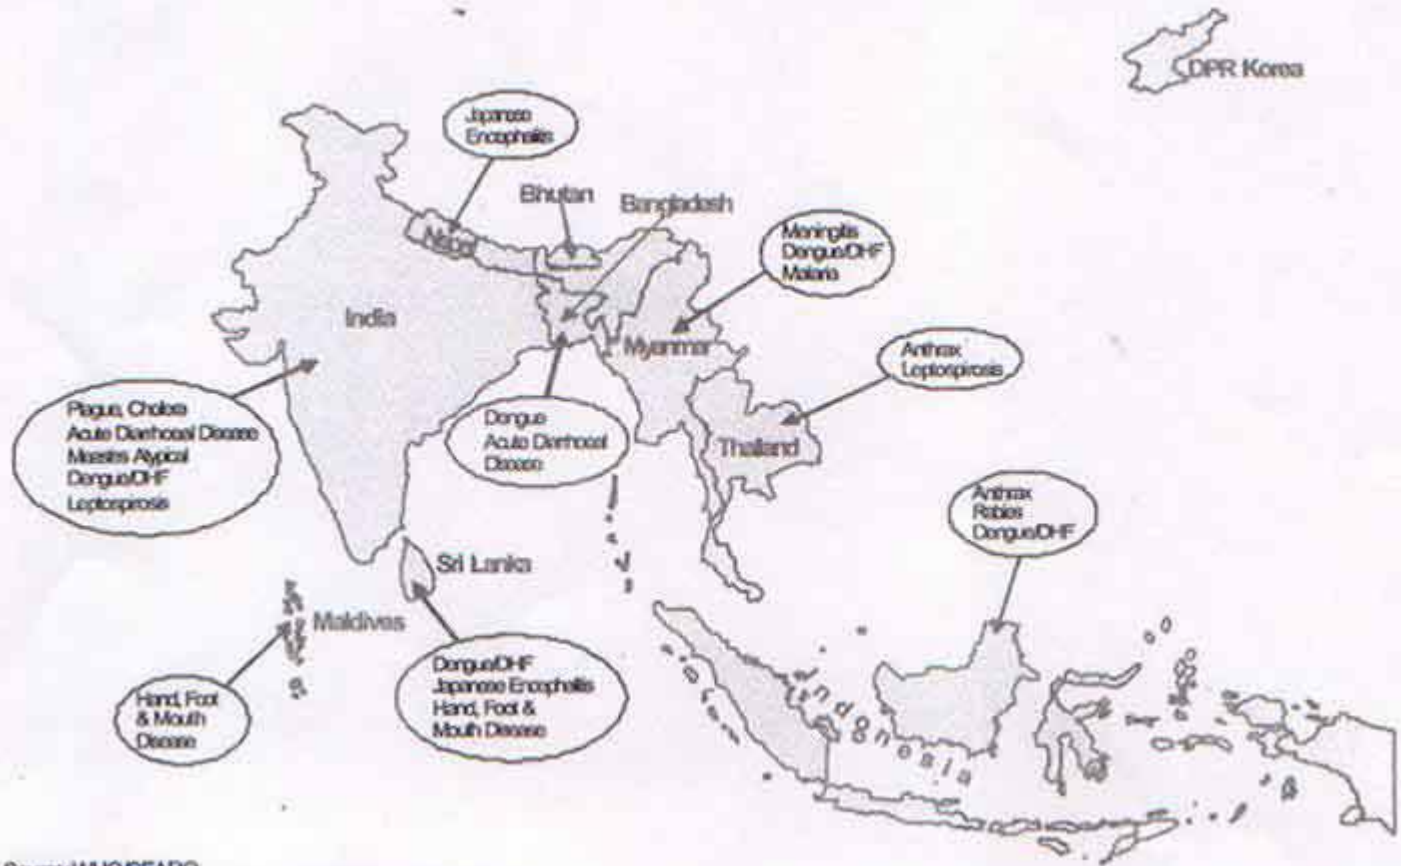 DPR Korea
Japanese
Encephalitis
Bhutan
Bangladesh
Nepal
Meningitis
Dengue/DHF
Malaria
India
Myanmar
Anthrax
Leptospirosis
Plague, Cholera
Acute Diarrhoeal Disease
Measles Atypical
Dengue/DHF
Leptospirosis
Dengue
Acute Diarrhoeal
Disease
Thailand
Anthrax
Rabies
Dengue/DHF
Sri Lanka
Maldives
Dengue/DHF
Japanese Encephalitis
Hand, Foot &
Mouth Disease
Hand, Foot
& Mouth
Disease
Indonesia